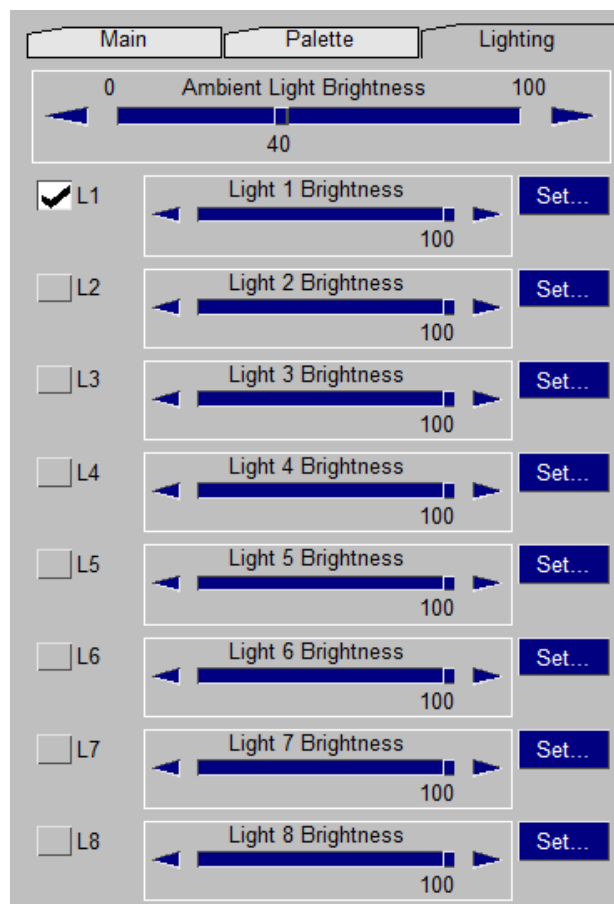 Main Palette Lighting
0 Ambient Light Brightness 100
40
L1 Light 1 Brightness Set...
100
L2 Light 2 Brightness Set...
100
L3 Light 3 Brightness Set...
100
L4 Light 4 Brightness Set...
100
L5 Light 5 Brightness Set...
100
L6 Light 6 Brightness Set...
100
L7 Light 7 Brightness Set...
100
L8 Light 8 Brightness Set...
100